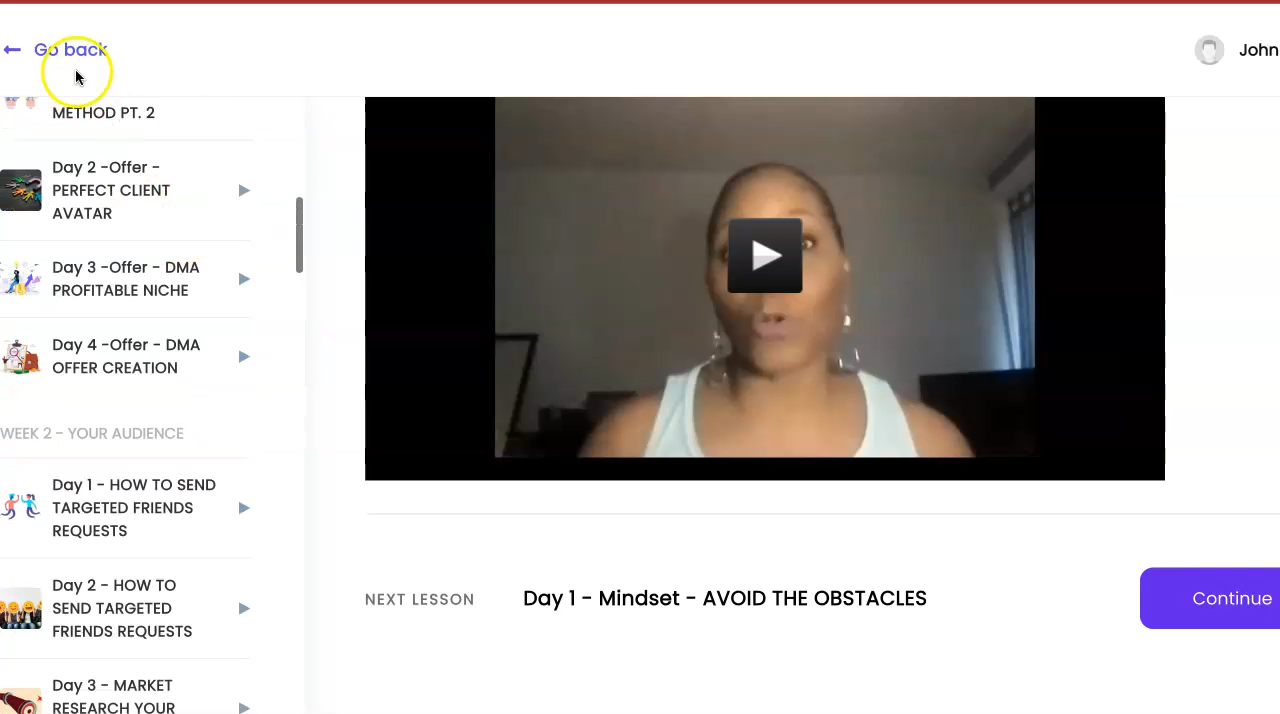 Go back
John
METHOD PT. 2
Day 2 -Offer -
PERFECT CLIENT
AVATAR
Day 3 -Offer - DMA
PROFITABLE NICHE
Day 4 -Offer - DMA
OFFER CREATION
WEEK 2 - YOUR AUDIENCE
Day 1 - HOW TO SEND
TARGETED FRIENDS
REQUESTS
Day 2 - HOW TO
SEND TARGETED
FRIENDS REQUESTS
Day 3 - MARKET
RESEARCH YOUR
NEXT LESSON
Day 1 - Mindset - AVOID THE OBSTACLES
Continue